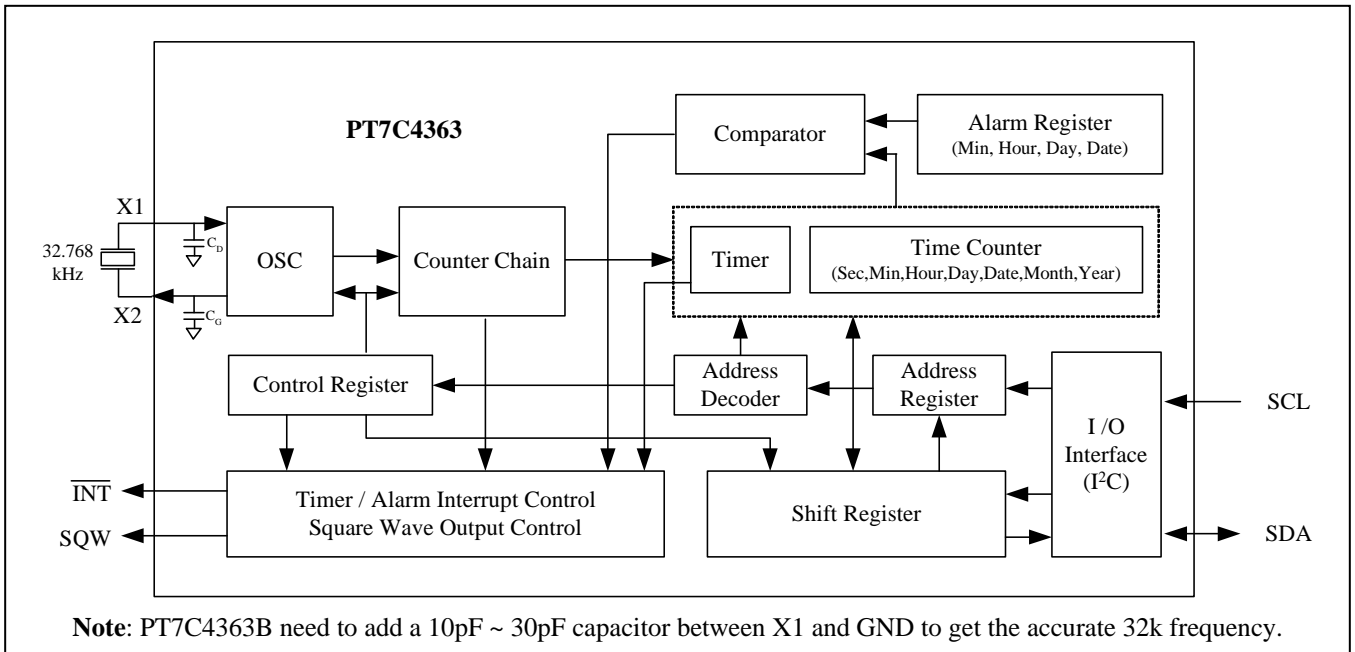 PT7C4363
Comparator
Alarm Register
(Min, Hour, Day, Date)
X1
C_D
32.768
kHz
OSC
Counter Chain
Timer
Time Counter
(Sec,Min,Hour,Day,Date,Month,Year)
X2
C_G
Control Register
Address
Decoder
Address
Register
I /O
Interface
(I²C)
SCL
INT
SQW
Timer / Alarm Interrupt Control
Square Wave Output Control
Shift Register
SDA
Note: PT7C4363B need to add a 10pF ~ 30pF capacitor between X1 and GND to get the accurate 32k frequency.